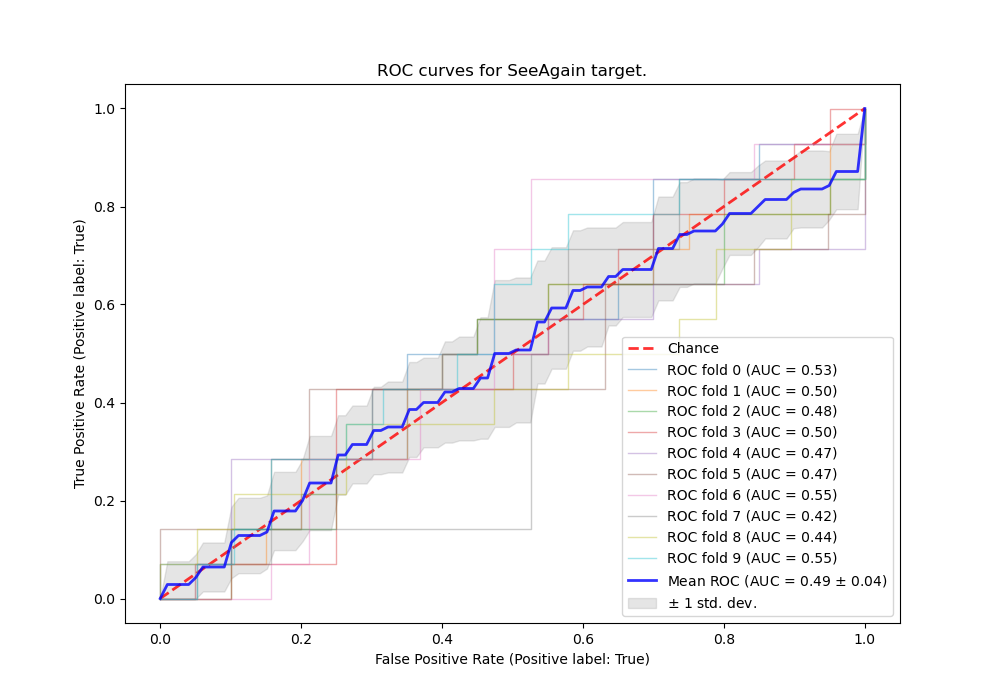 ROC curves for SeeAgain target.
True Positive Rate (Positive label: True)
1.0
0.8
0.6
0.4
0.2
0.0
0.0 0.2 0.4 0.6 0.8 1.0
False Positive Rate (Positive label: True)
Chance
ROC fold 0 (AUC = 0.53)
ROC fold 1 (AUC = 0.50)
ROC fold 2 (AUC = 0.48)
ROC fold 3 (AUC = 0.50)
ROC fold 4 (AUC = 0.47)
ROC fold 5 (AUC = 0.47)
ROC fold 6 (AUC = 0.55)
ROC fold 7 (AUC = 0.42)
ROC fold 8 (AUC = 0.44)
ROC fold 9 (AUC = 0.55)
Mean ROC (AUC = 0.49 ± 0.04)
± 1 std. dev.